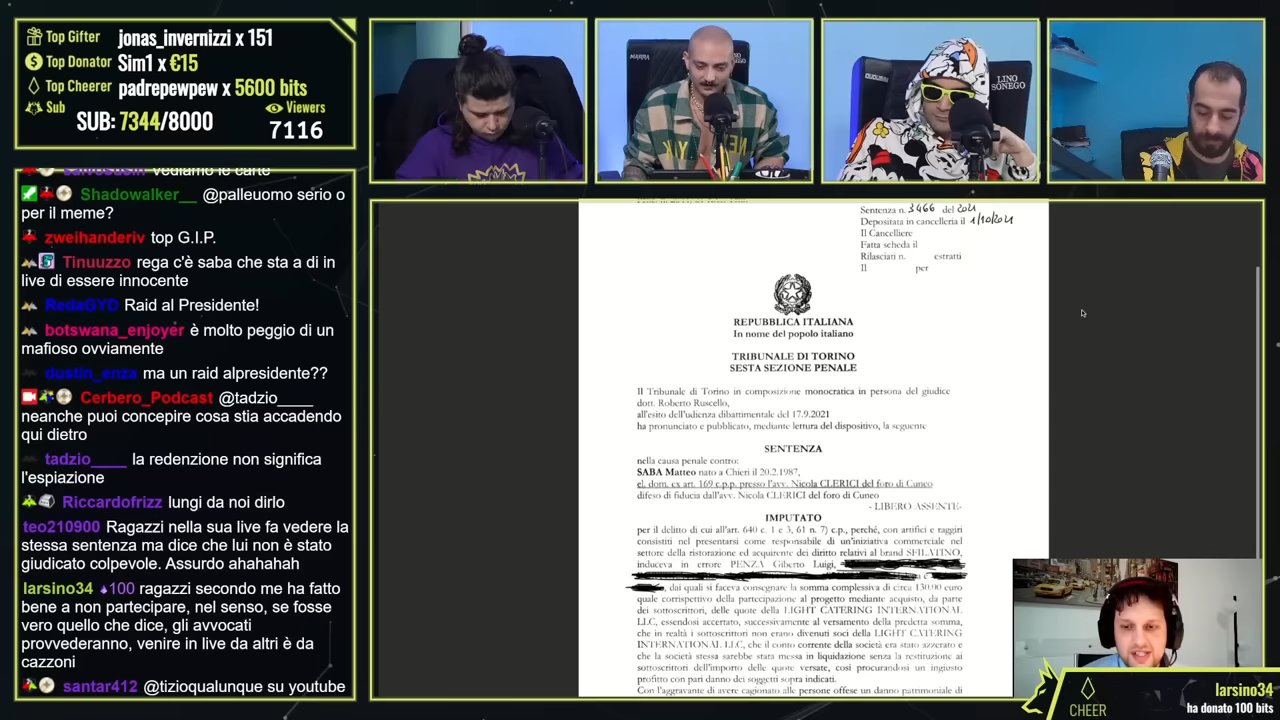 Top Gifter jonas_invernizzi x 151
Top Donator Sim1 x €15
Top Cheerer padrepewpew x 5600 bits
Sub
SUB: 7344/8000
Viewers
7116
Vediamo le carte
Shadowalker__ @palleuomo serio o
per il meme?
zweihanderiv top G.I.P.
Tinuuzzo rega c'è saba che sta a di in
live di essere innocente
RedaGYD Raid al Presidente!
botswana_enjoyer è molto peggio di un
mafioso ovviamente
dustin_enza ma un raid alpresidente??
Cerbero_Podcast @tadzio____
neanche puoi concepire cosa stia accadendo
qui dietro
tadzio____ la redenzione non significa
l'espiazione
Riccardofrizz lungi da noi dirlo
teo210900 Ragazzi nella sua live fa vedere la
stessa sentenza ma dice che lui non è stato
giudicato colpevole. Assurdo ahahahah
larsino34 100 ragazzi secondo me ha fatto
bene a non partecipare, nel senso, se fosse
vero quello che dice, gli avvocati
provvederanno, venire in live da altri è da
cazzoni
santar412 @tizioqualunque su youtube
MARRA
LINO
SONEGO
Sentenza n. 3466 del 2021
Depositata in cancelleria il 1/10/2021
Il Cancelliere
Fatta scheda il
Rilasciati n. estratti
Il per
REPUBBLICA ITALIANA
In nome del popolo italiano
TRIBUNALE DI TORINO
SESTA SEZIONE PENALE
Il Tribunale di Torino in composizione monocratica in persona del giudice
dott. Roberto Ruscello,
all'esito dell'udienza dibattimentale del 17.9.2021
ha pronunciato e pubblicato, mediante lettura del dispositivo, la seguente
SENTENZA
nella causa penale contro:
SABA Matteo nato a Chieri il 20.2.1987,
el. dom. ex art. 169 c.p.p. presso l'avv. Nicola CLERICI del foro di Cuneo
difeso di fiducia dall'avv. Nicola CLERICI del foro di Cuneo
- LIBERO ASSENTE-
IMPUTATO
per il delitto di cui all'art. 640 c. 1 e 3, 61 n. 7) c.p., perché, con artifici e raggiri
consistiti nel presentarsi come responsabile di un'iniziativa commerciale nel
settore della ristorazione ed acquirente dei diritto relativi al brand SFILATINO,
induceva in errore PENZA Giberto Luigi,
, dai quali si faceva consegnare la somma complessiva di circa 130.00 euro
quale corrispettivo della partecipazione al progetto mediante acquisto, da parte
dei sottoscrittori, delle quote della LIGHT CATERING INTERNATIONAL
LLC, essendosi accertato, successivamente al versamento della predetta somma,
che in realtà i sottoscrittori non erano divenuti soci della LIGHT CATERING
INTERNATIONAL LLC, che il conto corrente della società era stato azzerato e
che la società stessa sarebbe stata messa in liquidazione senza la restituzione ai
sottoscrittori dell'importo delle quote versate, così procurandosi un ingiusto
profitto con pari danno dei soggetti sopra indicati.
Con l'aggravante di avere cagionato alle persone offese un danno patrimoniale di
CHEER
larsino34
ha donato 100 bits